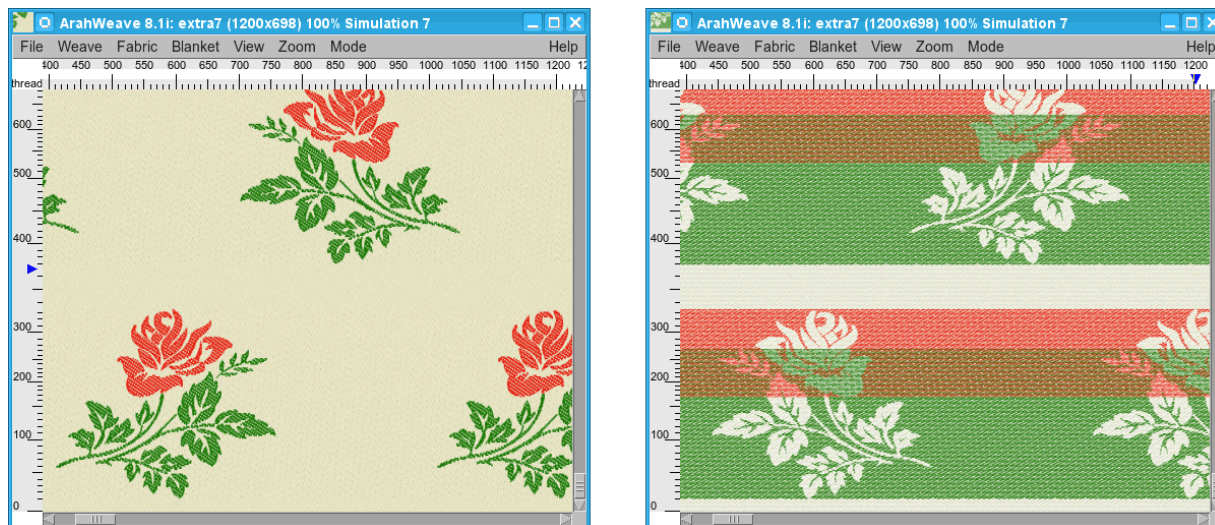 ArahWeave 8.1i: extra7 (1200x698) 100% Simulation 7
File Weave Fabric Blanket View Zoom Mode Help
400 450 500 550 600 650 700 750 800 850 900 950 1000 1050 1100 1150 1200
thread
600
500
400
300
200
100
0
ArahWeave 8.1i: extra7 (1200x698) 100% Simulation 7
File Weave Fabric Blanket View Zoom Mode Help
400 450 500 550 600 650 700 750 800 850 900 950 1000 1050 1100 1150 1200
thread
600
500
400
300
200
100
0